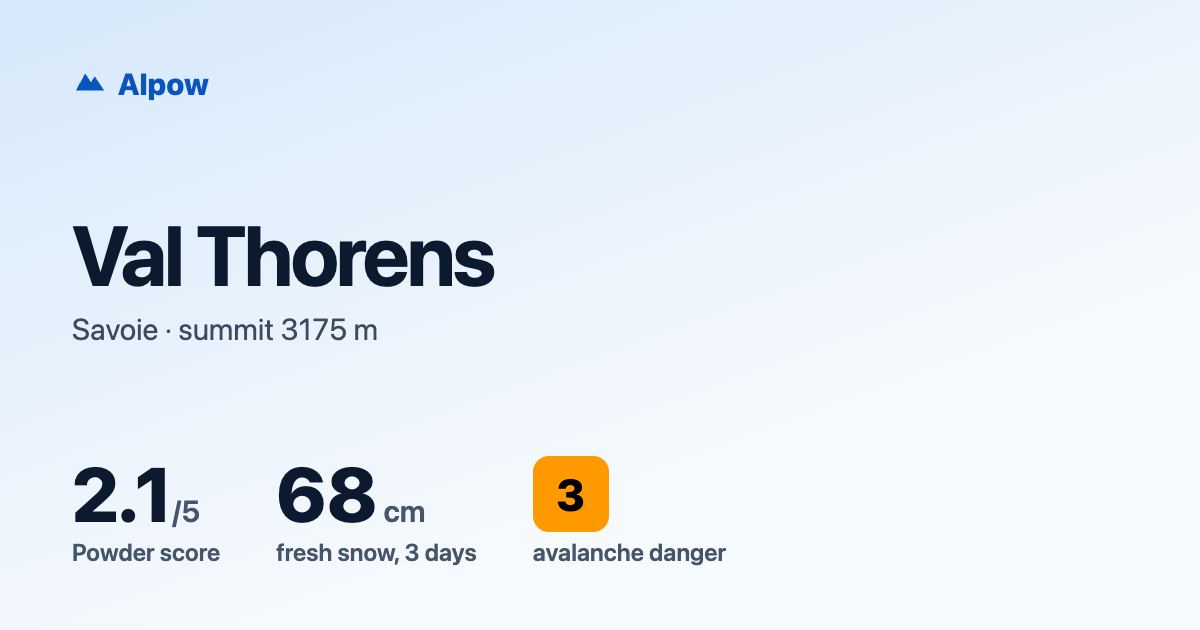 Alpow
Val Thorens
Savoie · summit 3175 m
2.1/5 68 cm 3
Powder score fresh snow, 3 days avalanche danger